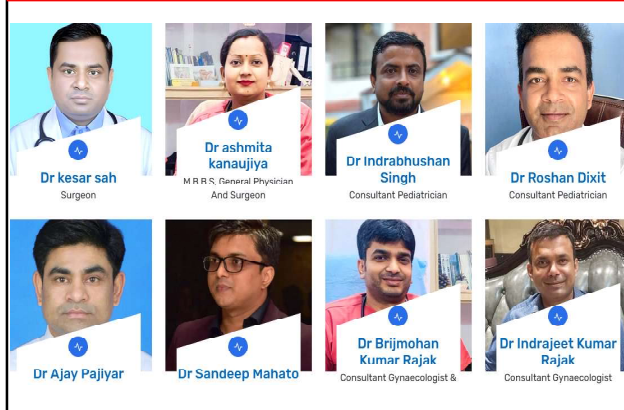 Dr kesar sah
Surgeon
Dr ashmita
kanaujiya
M.B.B.S, General Physician
And Surgeon
Dr Indrabhushan
Singh
Consultant Pediatrician
Dr Roshan Dixit
Consultant Pediatrician
Dr Ajay Pajiyar
Dr Sandeep Mahato
Dr Brijmohan
Kumar Rajak
Consultant Gynaecologist &
Dr Indrajeet Kumar
Rajak
Consultant Gynaecologist